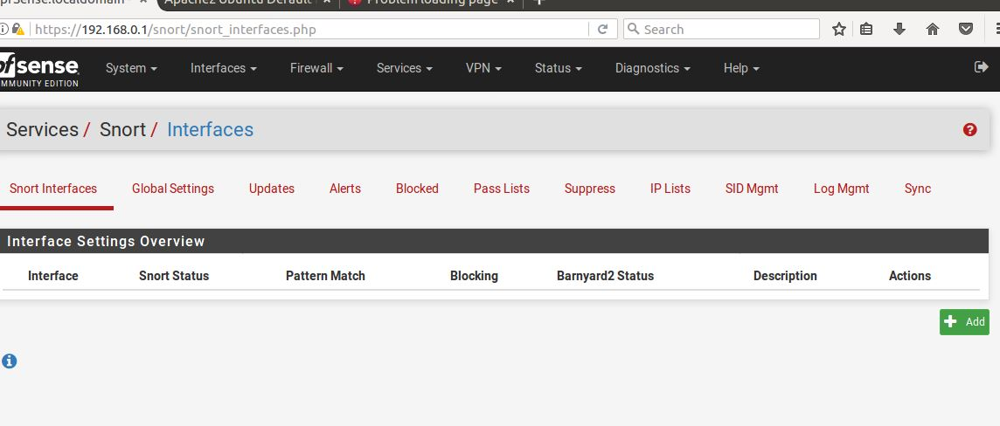 prSense.localdomain Apache2 Ubuntu Default Problem loading page
https://192.168.0.1/snort/snort_interfaces.php Search
fsense System Interfaces Firewall Services VPN Status Diagnostics Help
MMUNITY EDITION
Services / Snort / Interfaces
Snort Interfaces Global Settings Updates Alerts Blocked Pass Lists Suppress IP Lists SID Mgmt Log Mgmt Sync
Interface Settings Overview
Interface Snort Status Pattern Match Blocking Barnyard2 Status Description Actions
Add